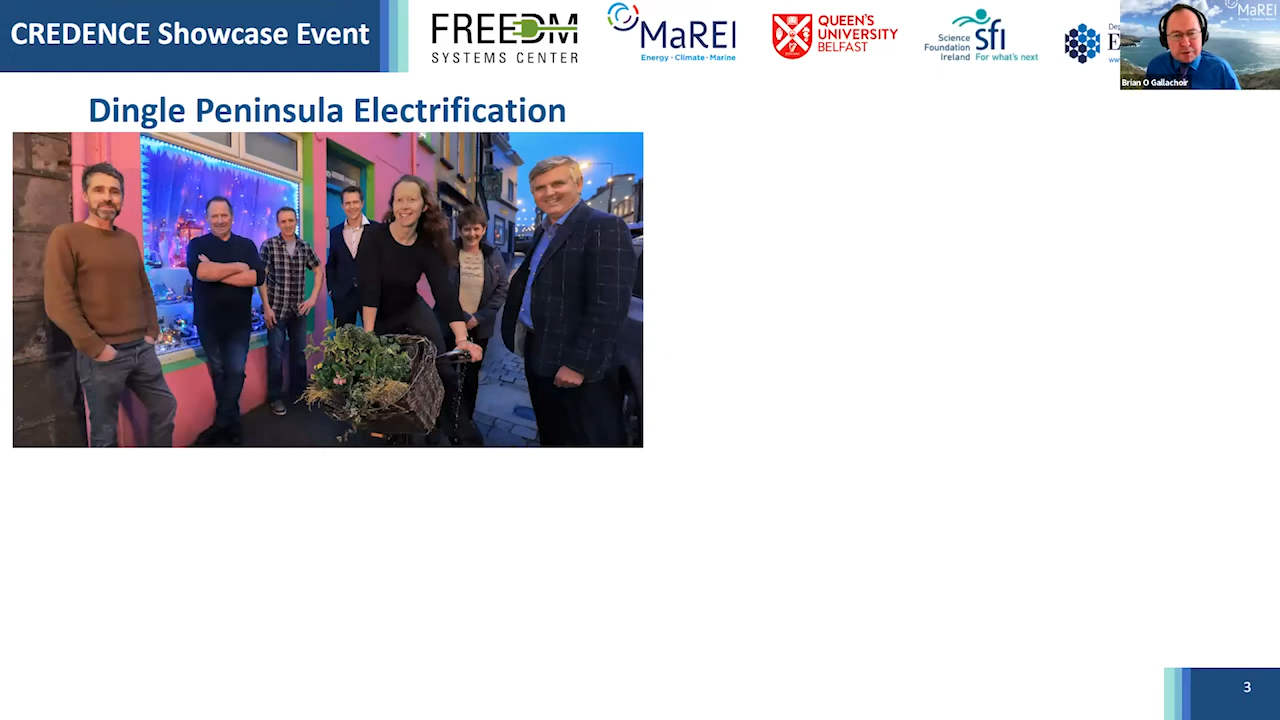 CREDENCE Showcase Event
FREEDM
SYSTEMS CENTER
MaREI
Energy · Climate · Marine
QUEEN'S
UNIVERSITY
BELFAST
Science
Foundation
Ireland
sfi
For what's next
MaREI
Brian O Gallachoir
Dingle Peninsula Electrification
3